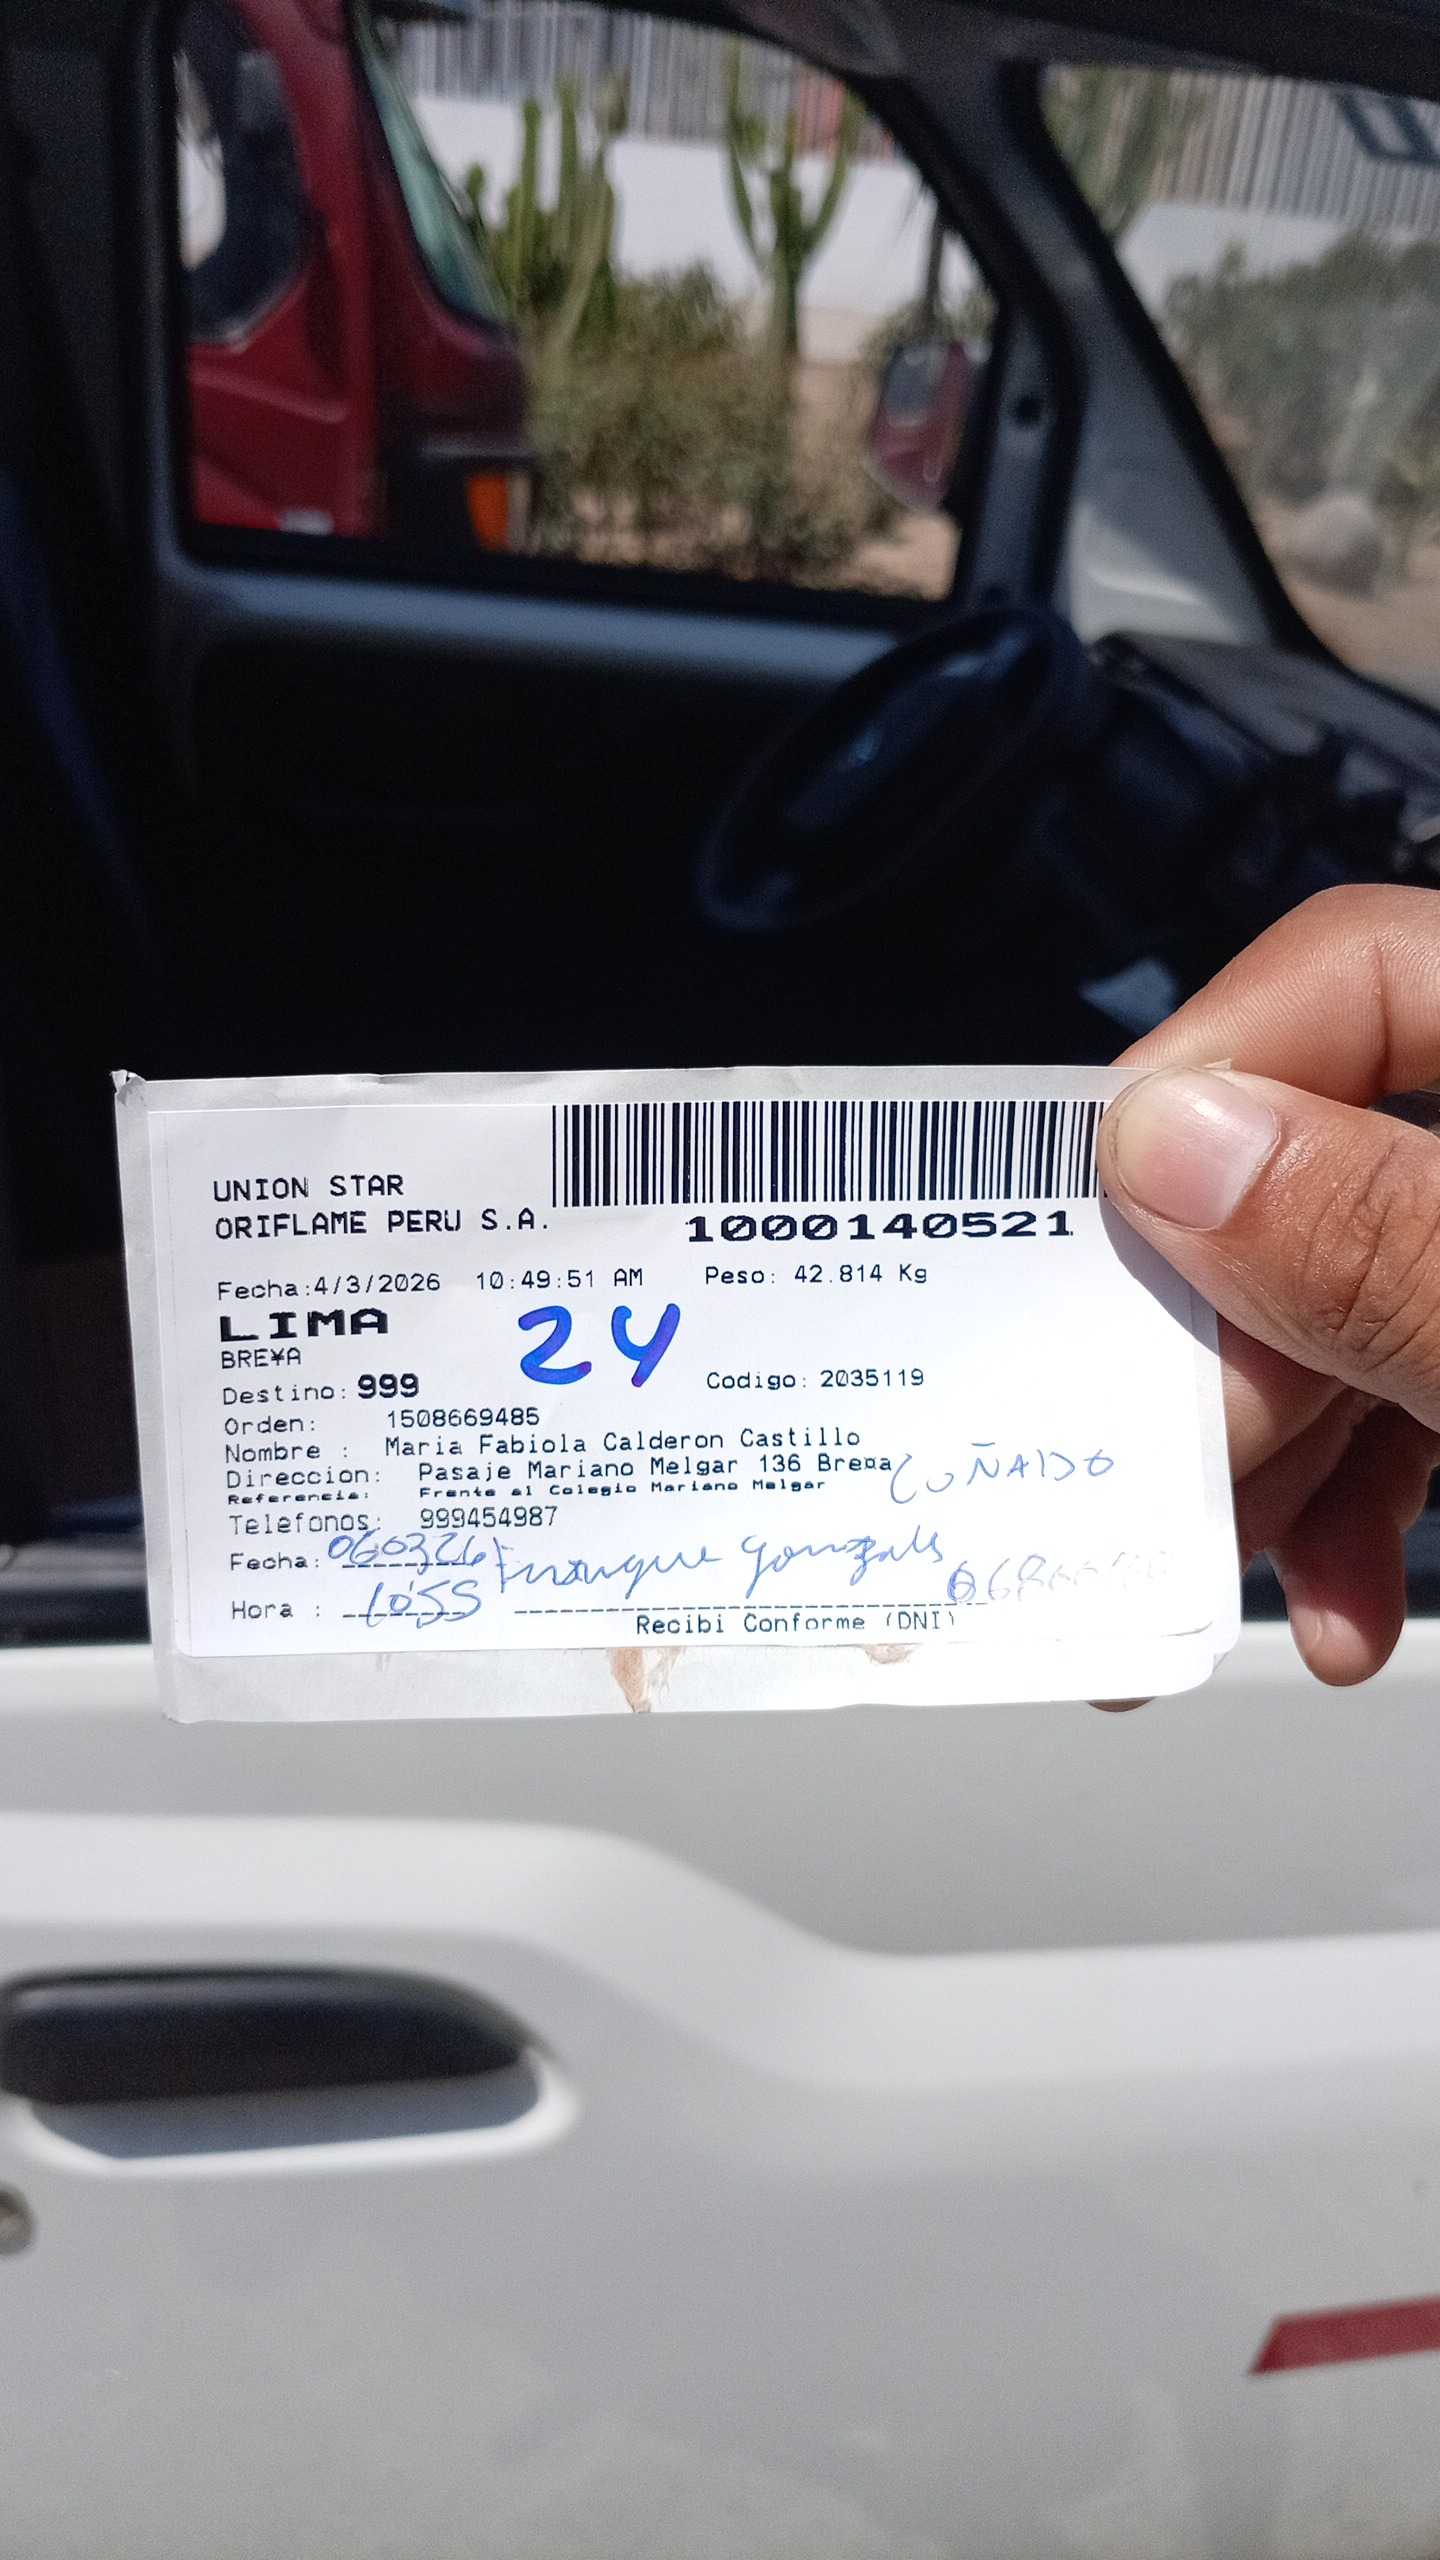 UNION STAR
ORIFLAME PERU S.A.
1000140521
Fecha:4/3/2026 10:49:51 AM Peso: 42.814 Kg
LIMA
24
BRE¥A
Destino: 999 Codigo: 2035119
Orden: 1508669485
Nombre : Maria Fabiola Calderon Castillo
Direccion: Pasaje Mariano Melgar 136 Breña
CUÑADO
Referencia: Frente al Colegio Mariano Melgar
Telefonos: 999454987
Fecha: 060326
Hora : 10:55
Recibi Conforme (DNI)